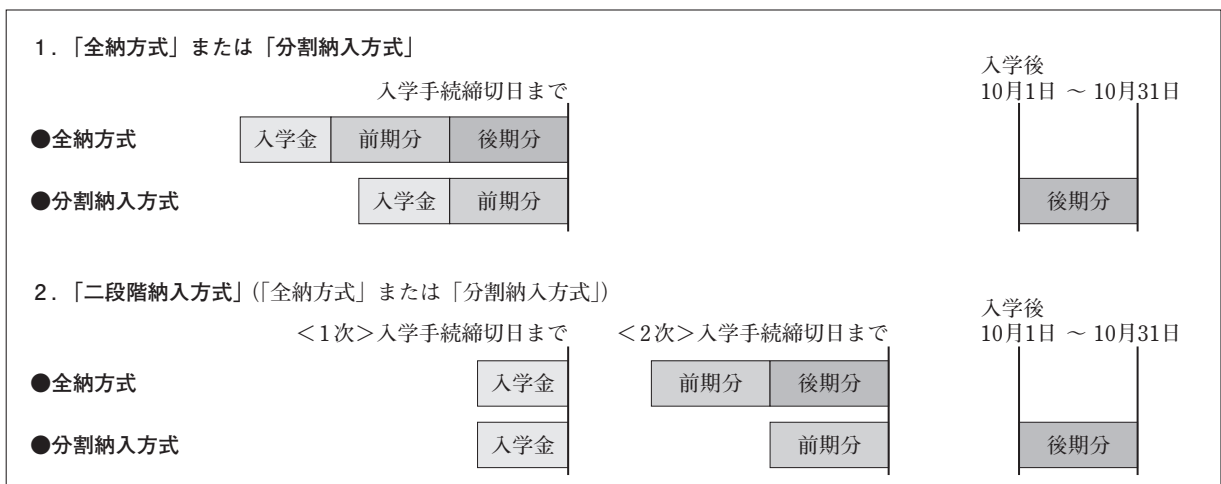 1.「全納方式」または「分割納入方式」
入学手続締切日まで
入学後
10月1日 ～ 10月31日
●全納方式 入学金 前期分 後期分
●分割納入方式 入学金 前期分 後期分
2.「二段階納入方式」(「全納方式」または「分割納入方式」)
＜1次＞入学手続締切日まで ＜2次＞入学手続締切日まで
入学後
10月1日 ～ 10月31日
●全納方式 入学金 前期分 後期分
●分割納入方式 入学金 前期分 後期分